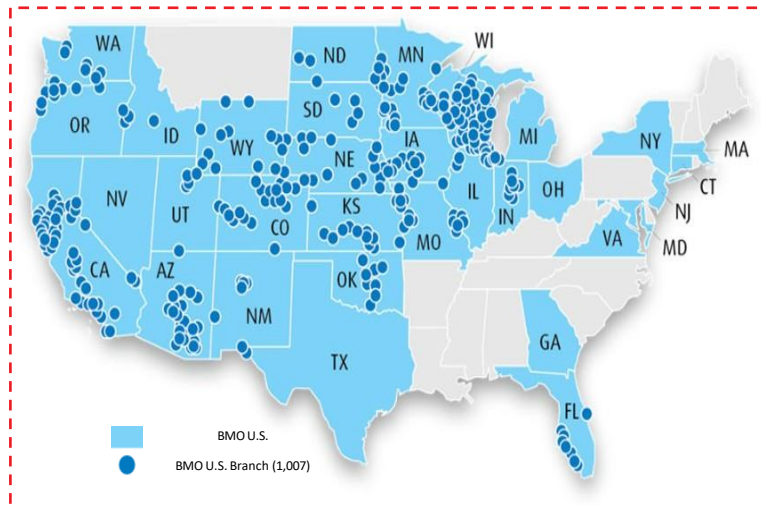 WA
ND
MN
WI
OR
ID
SD
WY
MI
NY
MA
NV
NE
IA
CT
UT
CO
KS
IL
IN
OH
NJ
CA
MO
VA
MD
AZ
NM
OK
TX
GA
FL
BMO U.S.
BMO U.S. Branch (1,007)